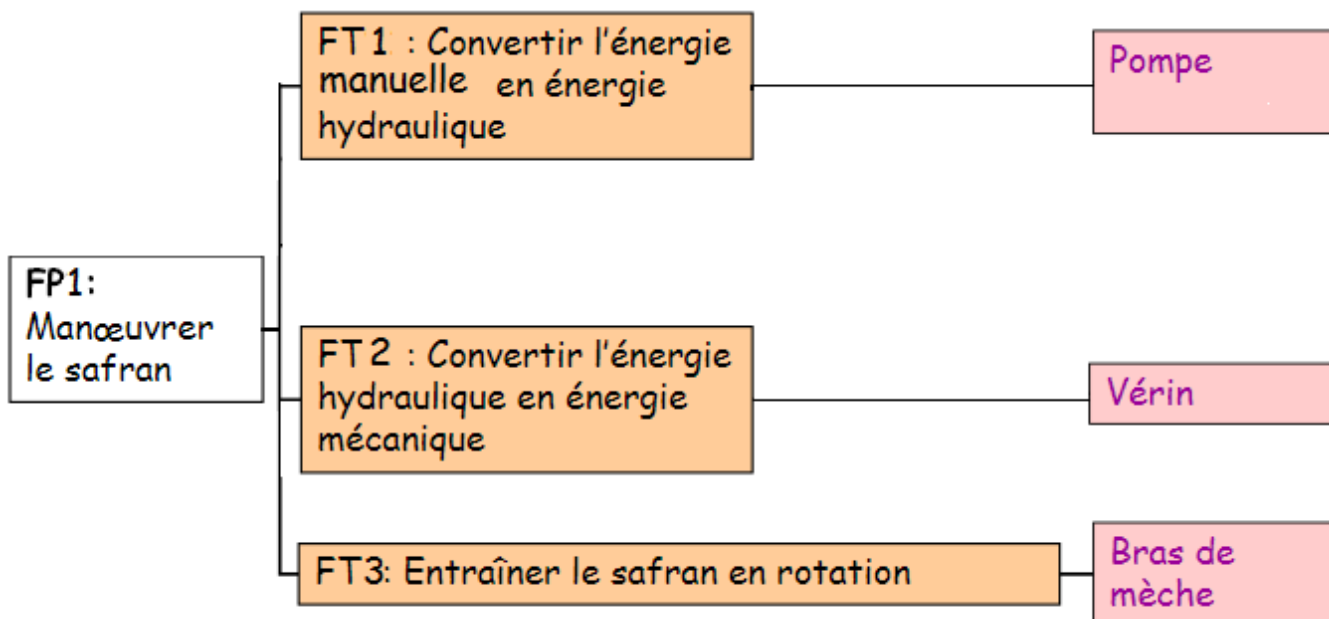 FT1 : Convertir l'énergie
manuelle en énergie
hydraulique
Pompe
FP1:
Manœuvrer
le safran
FT2 : Convertir l'énergie
hydraulique en énergie
mécanique
Vérin
FT3: Entraîner le safran en rotation
Bras de
mèche